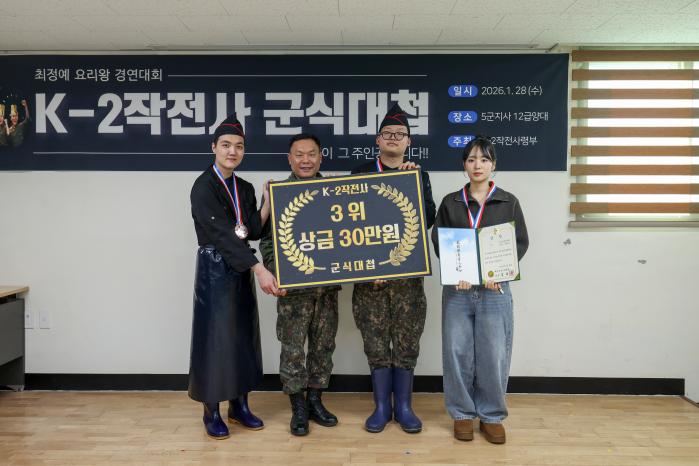 최정예 요리왕 경연대회
K-2작전사 군식대첩
일시 2026.1.28(수)
장소 5군지사 12급양대
주최 2작전사령부
이 그 주인공
니다!!
K-2작전사
3위
상금 30만원
군식대첩